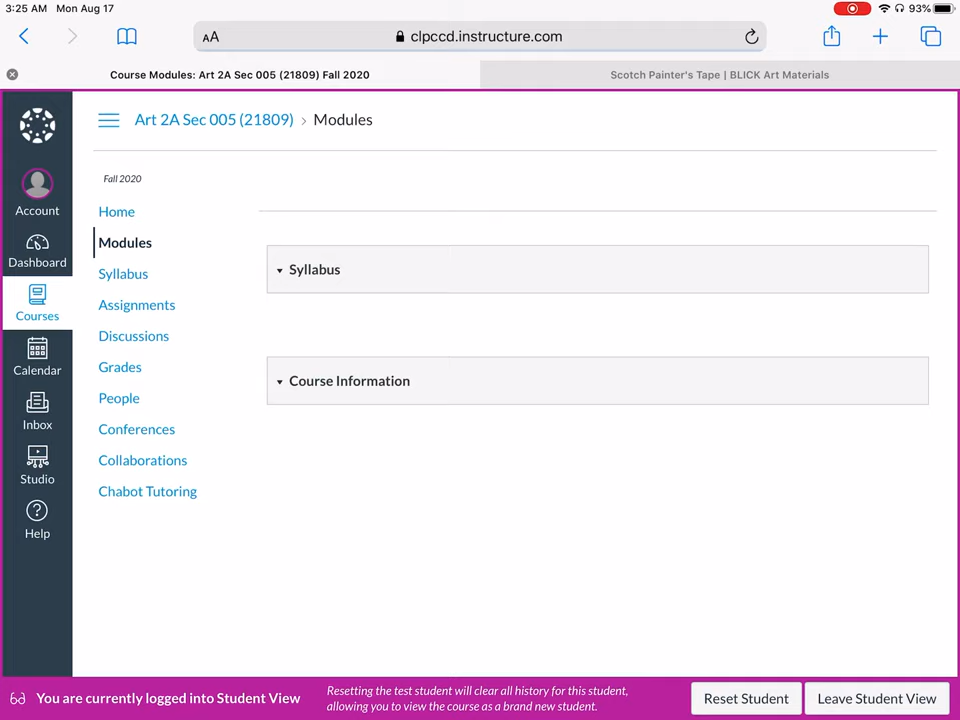 3:25 AM Mon Aug 17
93%
AA
clpccd.instructure.com
Course Modules: Art 2A Sec 005 (21809) Fall 2020
Scotch Painter's Tape | BLICK Art Materials
Art 2A Sec 005 (21809) › Modules
Fall 2020
Account
Dashboard
Courses
Calendar
Inbox
Studio
Help
Home
Modules
Syllabus
Assignments
Discussions
Grades
People
Conferences
Collaborations
Chabot Tutoring
Syllabus
Course Information
You are currently logged into Student View
Resetting the test student will clear all history for this student,
allowing you to view the course as a brand new student.
Reset Student
Leave Student View